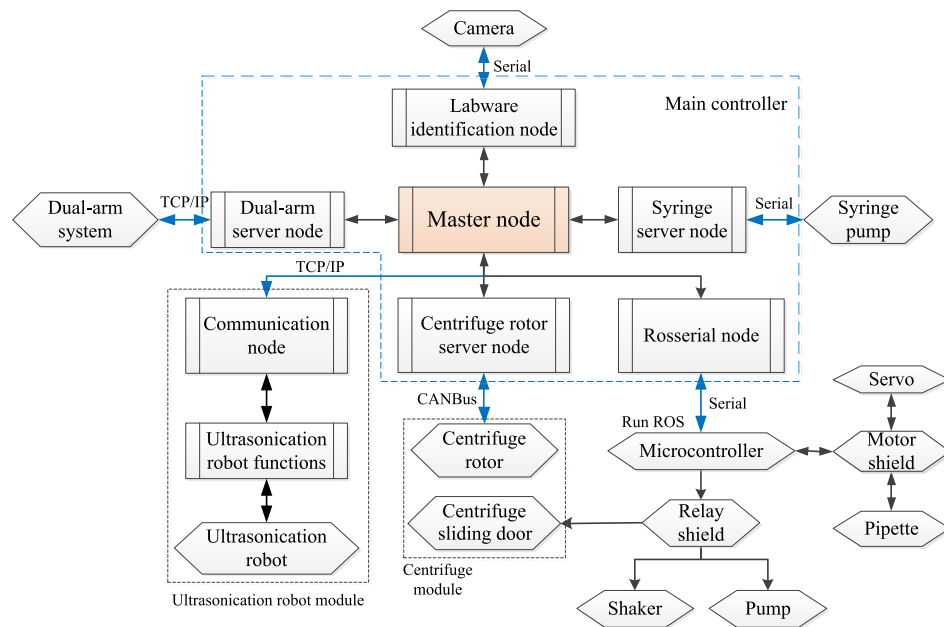 Camera
Serial
Main controller
Labware
identification node
TCP/IP
Dual-arm
system
Dual-arm
server node
Master node
Syringe
server node
Serial
Syringe
pump
TCP/IP
Communication
node
Centrifuge rotor
server node
Rosserial node
CANBus
Serial
Run ROS
Servo
Ultrasonication
robot functions
Centrifuge
rotor
Microcontroller
Motor
shield
Ultrasonication
robot
Centrifuge
sliding door
Relay
shield
Pipette
Centrifuge
module
Ultrasonication robot module
Shaker
Pump